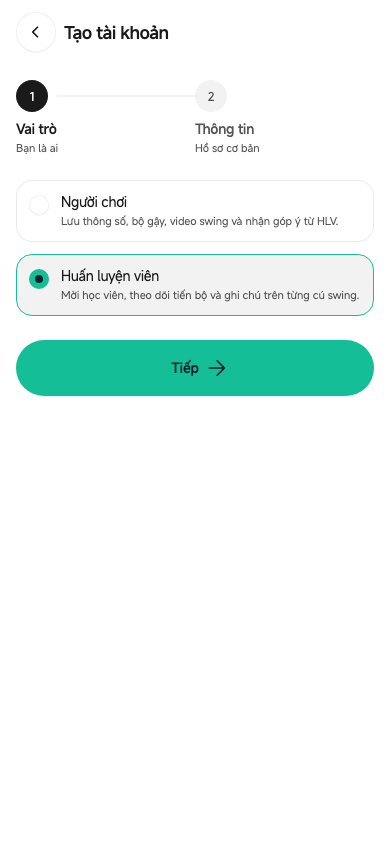 Tạo tài khoản
1
2
Vai trò
Thông tin
Bạn là ai
Hồ sơ cơ bản
Người chơi
Lưu thông số, bộ gậy, video swing và nhận góp ý từ HLV.
Huấn luyện viên
Mời học viên, theo dõi tiến bộ và ghi chú trên từng cú swing.
Tiếp